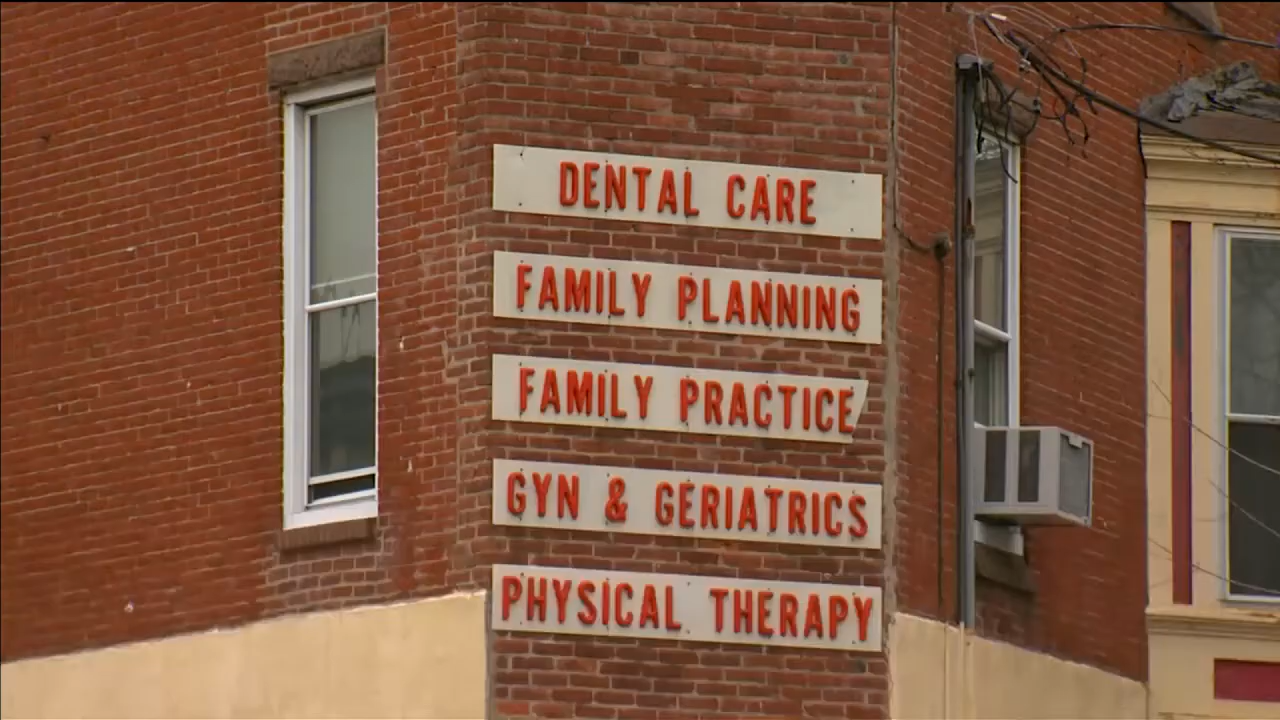 DENTAL CARE
FAMILY PLANNING
FAMILY PRACTICE
GYN & GERIATRICS
PHYSICAL THERAPY